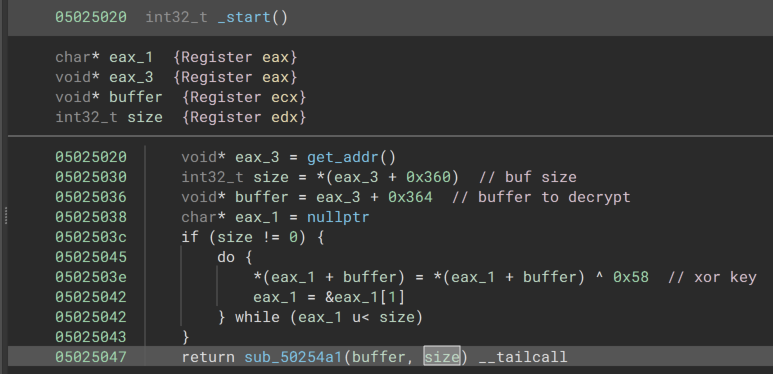 05025020 int32_t _start()
char* eax_1 {Register eax}
void* eax_3 {Register eax}
void* buffer {Register ecx}
int32_t size {Register edx}
05025020 void* eax_3 = get_addr()
05025030 int32_t size = *(eax_3 + 0x360) // buf size
05025036 void* buffer = eax_3 + 0x364 // buffer to decrypt
05025038 char* eax_1 = nullptr
0502503c if (size != 0) {
05025045 do {
0502503e *(eax_1 + buffer) = *(eax_1 + buffer) ^ 0x58 // xor key
05025042 eax_1 = &eax_1[1]
05025042 } while (eax_1 u< size)
05025043 }
05025047 return sub_50254a1(buffer, size) __tailcall